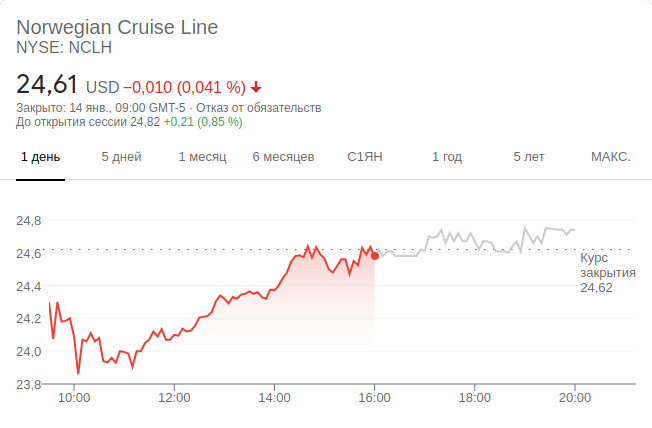 Norwegian Cruise Line
NYSE: NCLH
24,61 USD −0,010 (0,041 %)
Закрыто: 14 янв., 09:00 GMT-5 · Отказ от обязательств
До открытия сессии 24,82 +0,21 (0,85 %)
1 день 5 дней 1 месяц 6 месяцев С1ЯН 1 год 5 лет МАКС.
24,8
24,6
Курс
закрытия
24,62
24,4
24,2
24,0
23,8
10:00 12:00 14:00 16:00 18:00 20:00